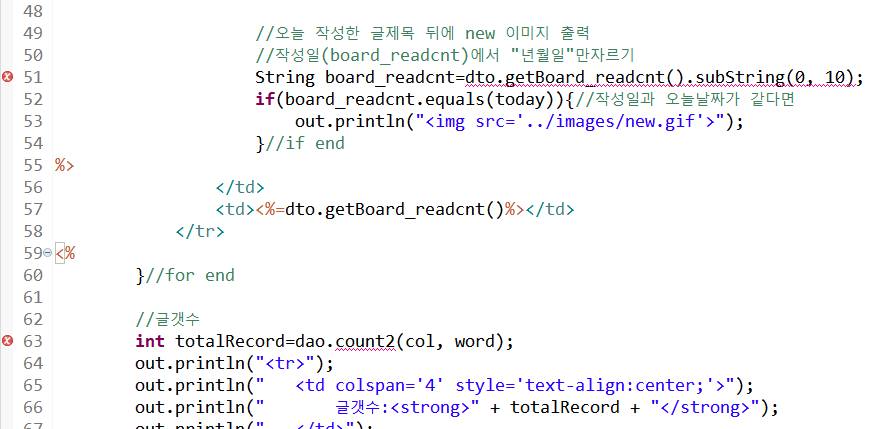 48
49 //오늘 작성한 글제목 뒤에 new 이미지 출력
50 //작성일(board_readcnt)에서 "년월일"만자르기
51 String board_readcnt=dto.getBoard_readcnt().subString(0, 10);
52 if(board_readcnt.equals(today)){//작성일과 오늘날짜가 같다면
53 out.println("<img src='../images/new.gif'>");
54 }//if end
55 %>
56 </td>
57 <td><%=dto.getBoard_readcnt()%></td>
58 </tr>
59 <%
60 }//for end
61
62 //글갯수
63 int totalRecord=dao.count2(col, word);
64 out.println("<tr>");
65 out.println("   <td colspan='4' style='text-align:center;'>");
66 out.println("       글갯수:<strong>" + totalRecord + "</strong>");
67 out.println("   </td>");